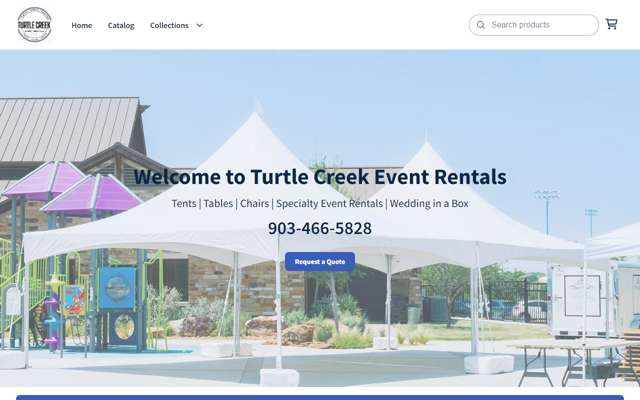 TURTLE CREEK
Home
Catalog
Collections
Search products
Welcome to Turtle Creek Event Rentals
Tents | Tables | Chairs | Specialty Event Rentals | Wedding in a Box
903-466-5828
Request a Quote